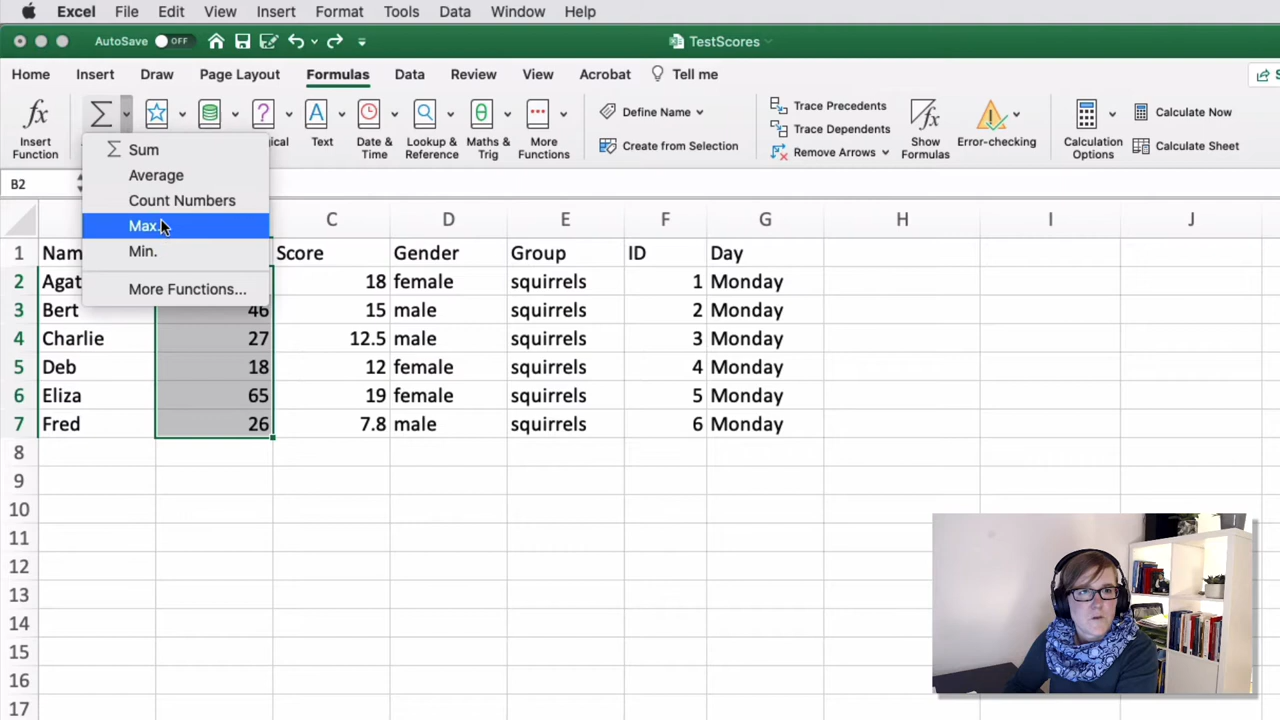 Excel File Edit View Insert Format Tools Data Window Help
AutoSave OFF TestScores
Home Insert Draw Page Layout Formulas Data Review View Acrobat Tell me S
fx Insert Function
Σ
Text
Date & Time
Lookup & Reference
Maths & Trig
More Functions
Define Name
Create from Selection
Trace Precedents
Trace Dependents
Remove Arrows
fx Show Formulas
Error-checking
Calculation Options
Calculate Now
Calculate Sheet
Σ Sum
Average
Count Numbers
Max.
Min.
More Functions...
B2
C D E F G H I J
1 Score Gender Group ID Day
2 18 female squirrels 1 Monday
3 Bert 46 15 male squirrels 2 Monday
4 Charlie 27 12.5 male squirrels 3 Monday
5 Deb 18 12 female squirrels 4 Monday
6 Eliza 65 19 female squirrels 5 Monday
7 Fred 26 7.8 male squirrels 6 Monday
8
9
10
11
12
13
14
15
16
17